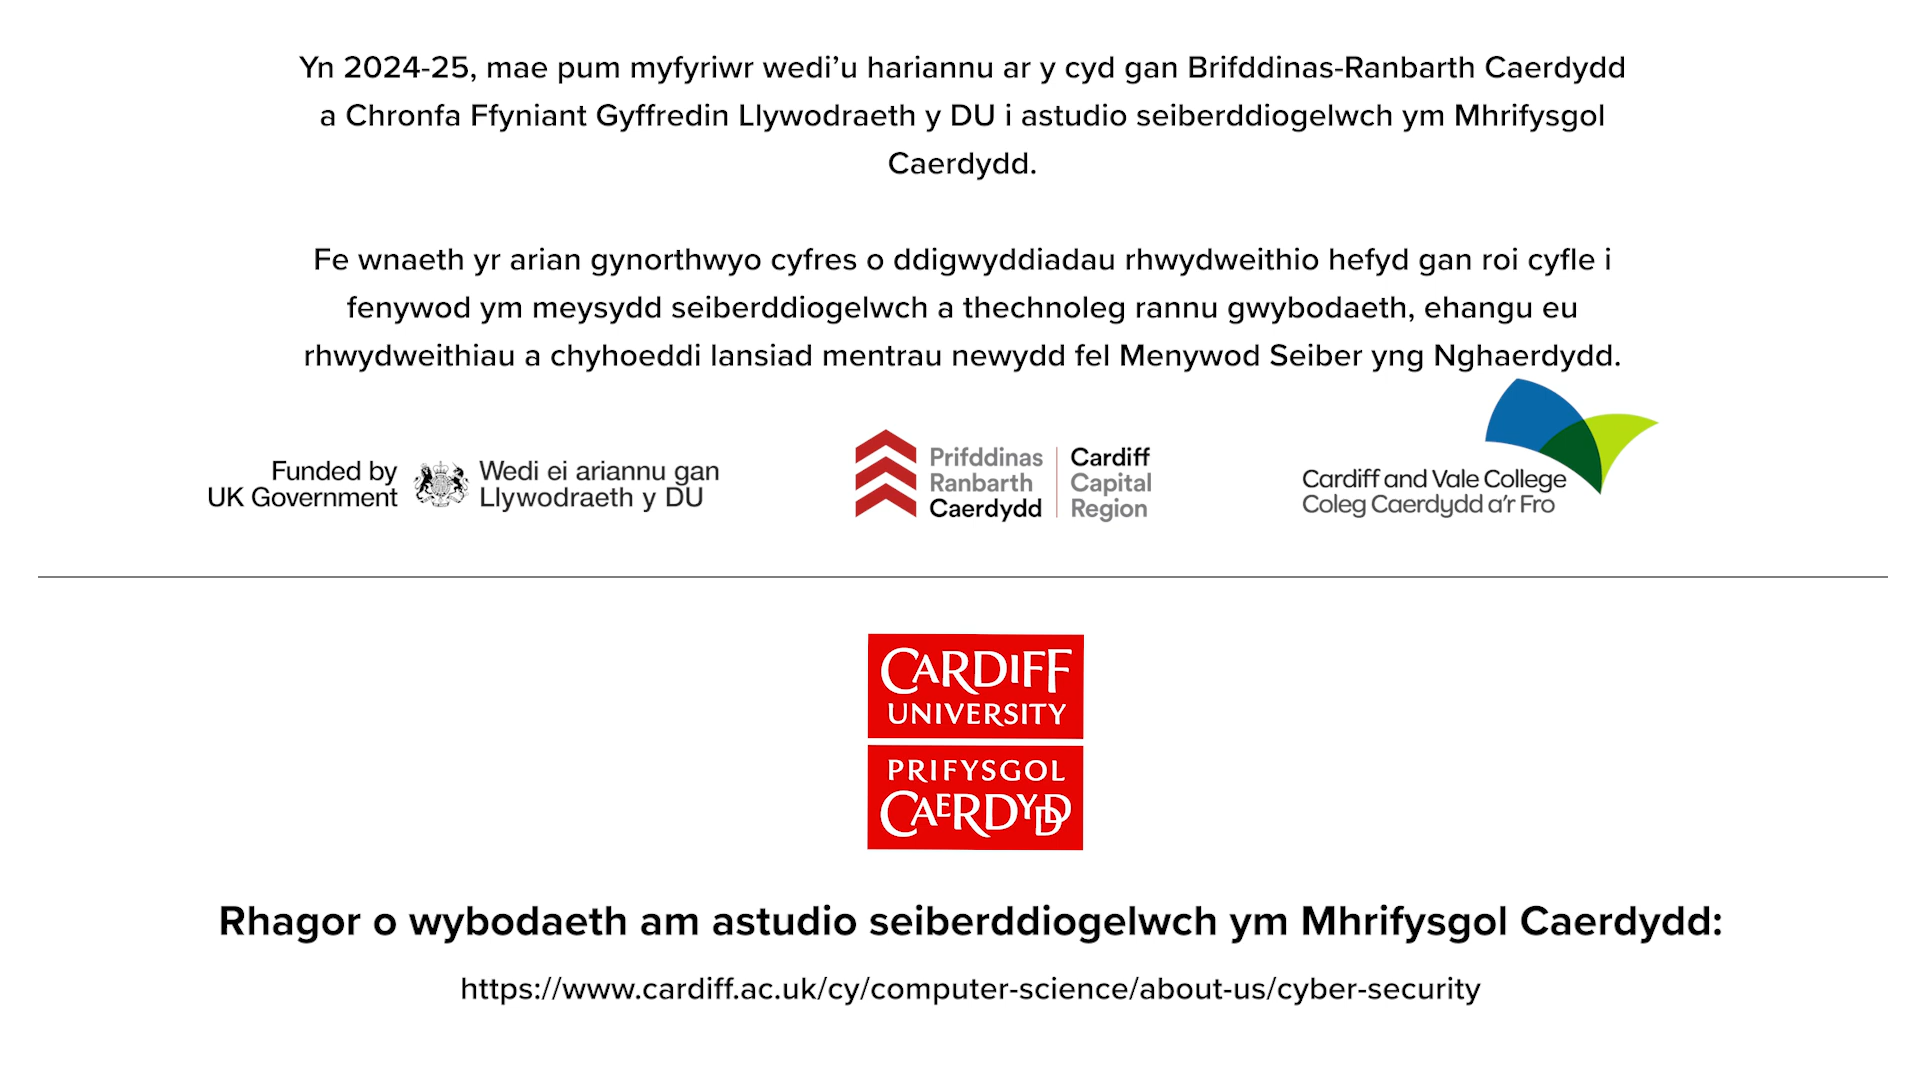 Yn 2024-25, mae pum myfyriwr wedi’u hariannu ar y cyd gan Brifddinas-Ranbarth Caerdydd
a Chronfa Ffyniant Gyffredin Llywodraeth y DU i astudio seiberddiogelwch ym Mhrifysgol
Caerdydd.
Fe wnaeth yr arian gynorthwyo cyfres o ddigwyddiadau rhwydweithio hefyd gan roi cyfle i
fenywod ym meysydd seiberddiogelwch a thechnoleg rannu gwybodaeth, ehangu eu
rhwydweithiau a chyhoeddi lansiad mentrau newydd fel Menywod Seiber yng Nghaerdydd.
Funded by
UK Government
Wedi ei ariannu gan
Llywodraeth y DU
Prifddinas
Ranbarth
Caerdydd
Cardiff
Capital
Region
Cardiff and Vale College
Coleg Caerdydd a’r Fro
CARDIFF
UNIVERSITY
PRIFYSGOL
CAERDYDD
Rhagor o wybodaeth am astudio seiberddiogelwch ym Mhrifysgol Caerdydd:
https://www.cardiff.ac.uk/cy/computer-science/about-us/cyber-security